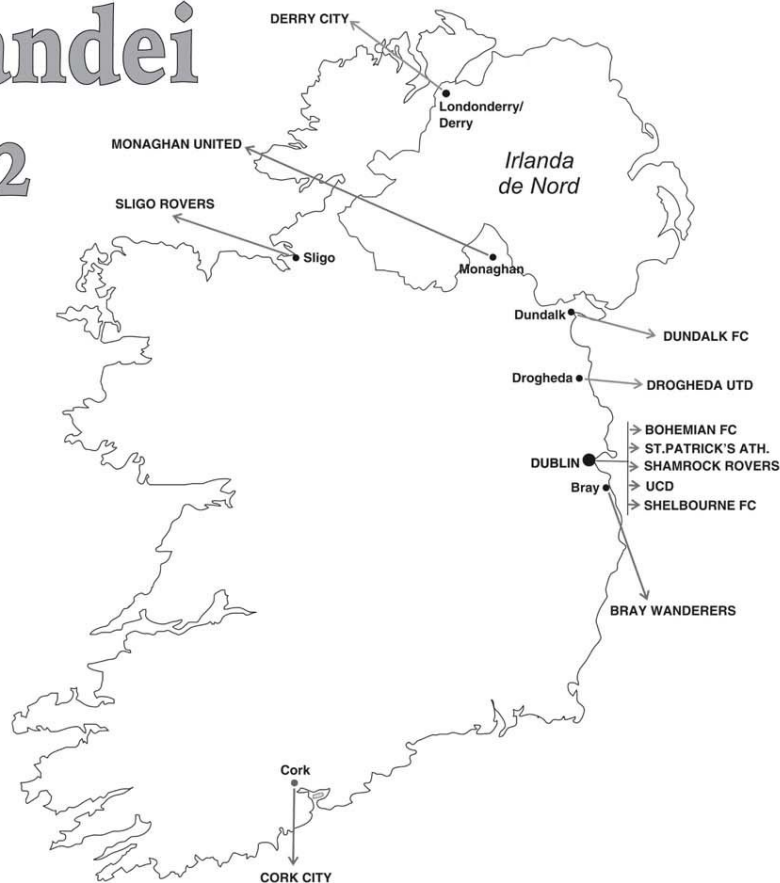 andei
2
DERRY CITY
Londonderry/
Derry
MONAGHAN UNITED
Irlanda
de Nord
SLIGO ROVERS
Sligo
Monaghan
Dundalk
DUNDALK FC
Drogheda
DROGHEDA UTD
BOHEMIAN FC
ST.PATRICK'S ATH.
DUBLIN
SHAMROCK ROVERS
Bray
UCD
SHELBOURNE FC
BRAY WANDERERS
Cork
CORK CITY